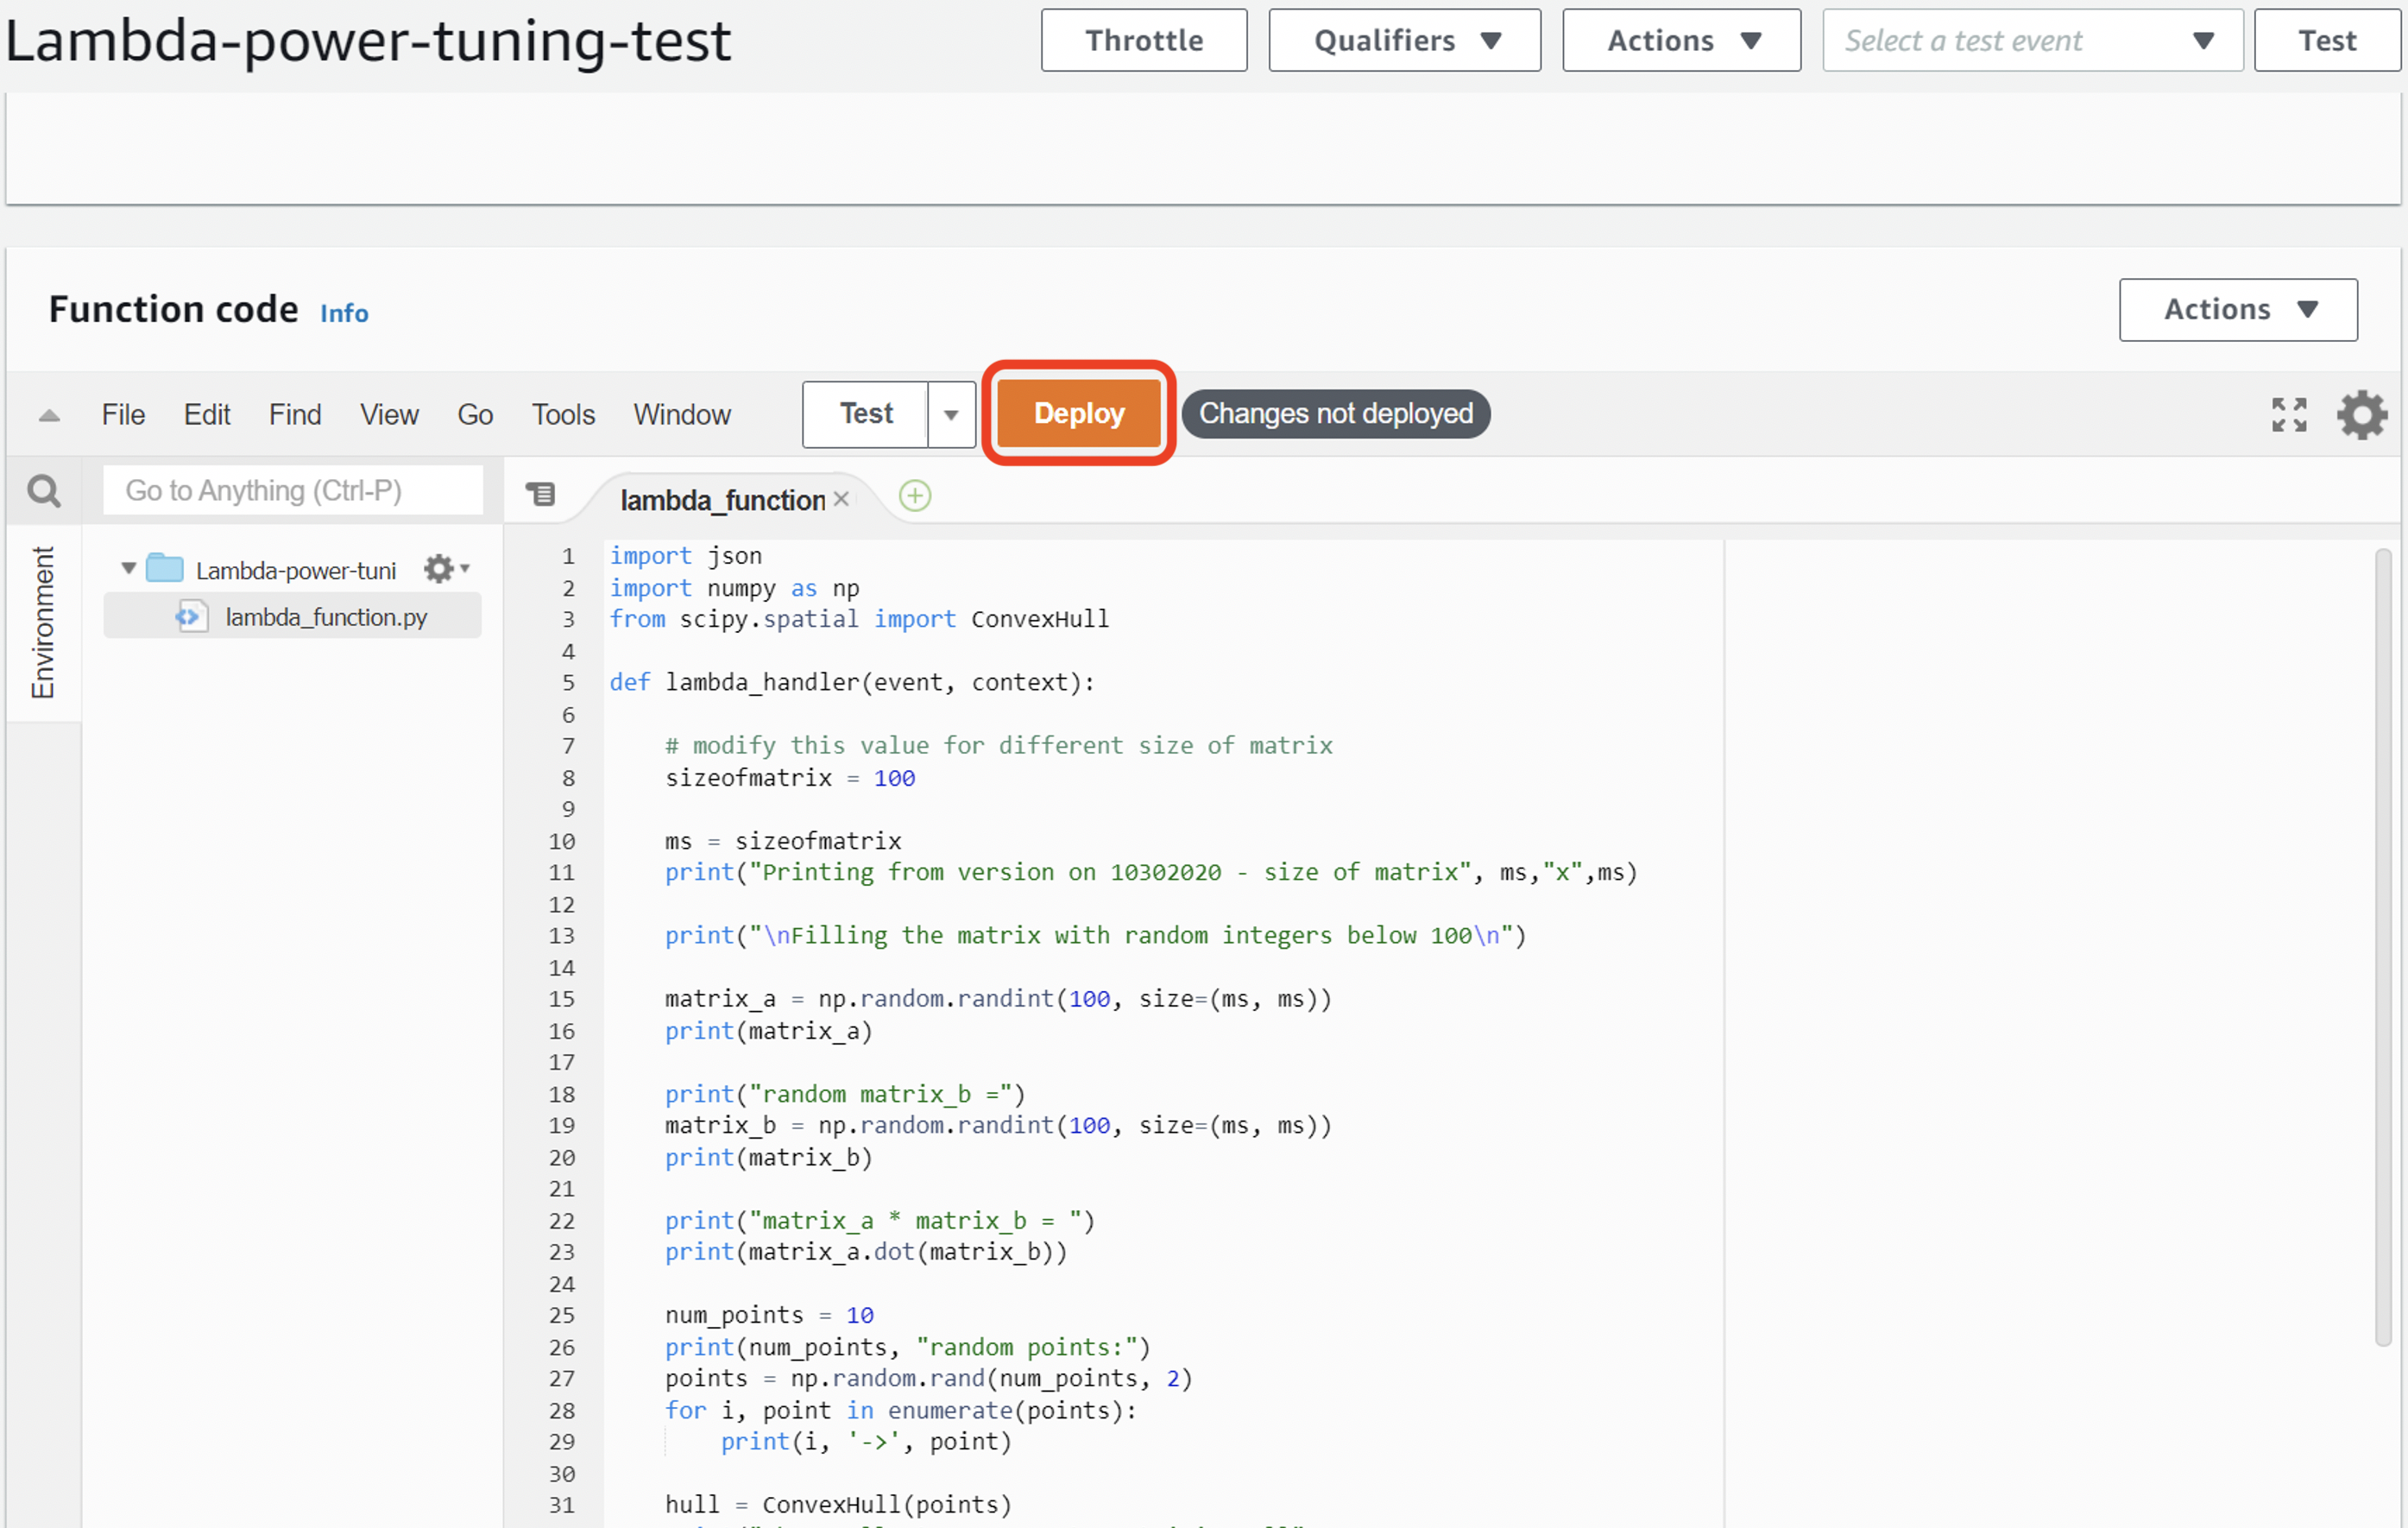 Lambda-power-tuning-test
Throttle
Qualifiers
Actions
Select a test event
Test
Function code Info
Actions
File Edit Find View Go Tools Window
Test
Deploy
Changes not deployed
Go to Anything (Ctrl-P)
lambda_function
Environment
Lambda-power-tuni
lambda_function.py
1 import json
2 import numpy as np
3 from scipy.spatial import ConvexHull
4
5 def lambda_handler(event, context):
6
7     # modify this value for different size of matrix
8     sizeofmatrix = 100
9
10     ms = sizeofmatrix
11     print("Printing from version on 10302020 - size of matrix", ms,"x",ms)
12
13     print("\nFilling the matrix with random integers below 100\n")
14
15     matrix_a = np.random.randint(100, size=(ms, ms))
16     print(matrix_a)
17
18     print("random matrix_b =")
19     matrix_b = np.random.randint(100, size=(ms, ms))
20     print(matrix_b)
21
22     print("matrix_a * matrix_b = ")
23     print(matrix_a.dot(matrix_b))
24
25     num_points = 10
26     print(num_points, "random points:")
27     points = np.random.rand(num_points, 2)
28     for i, point in enumerate(points):
29         print(i, '->', point)
30
31     hull = ConvexHull(points)